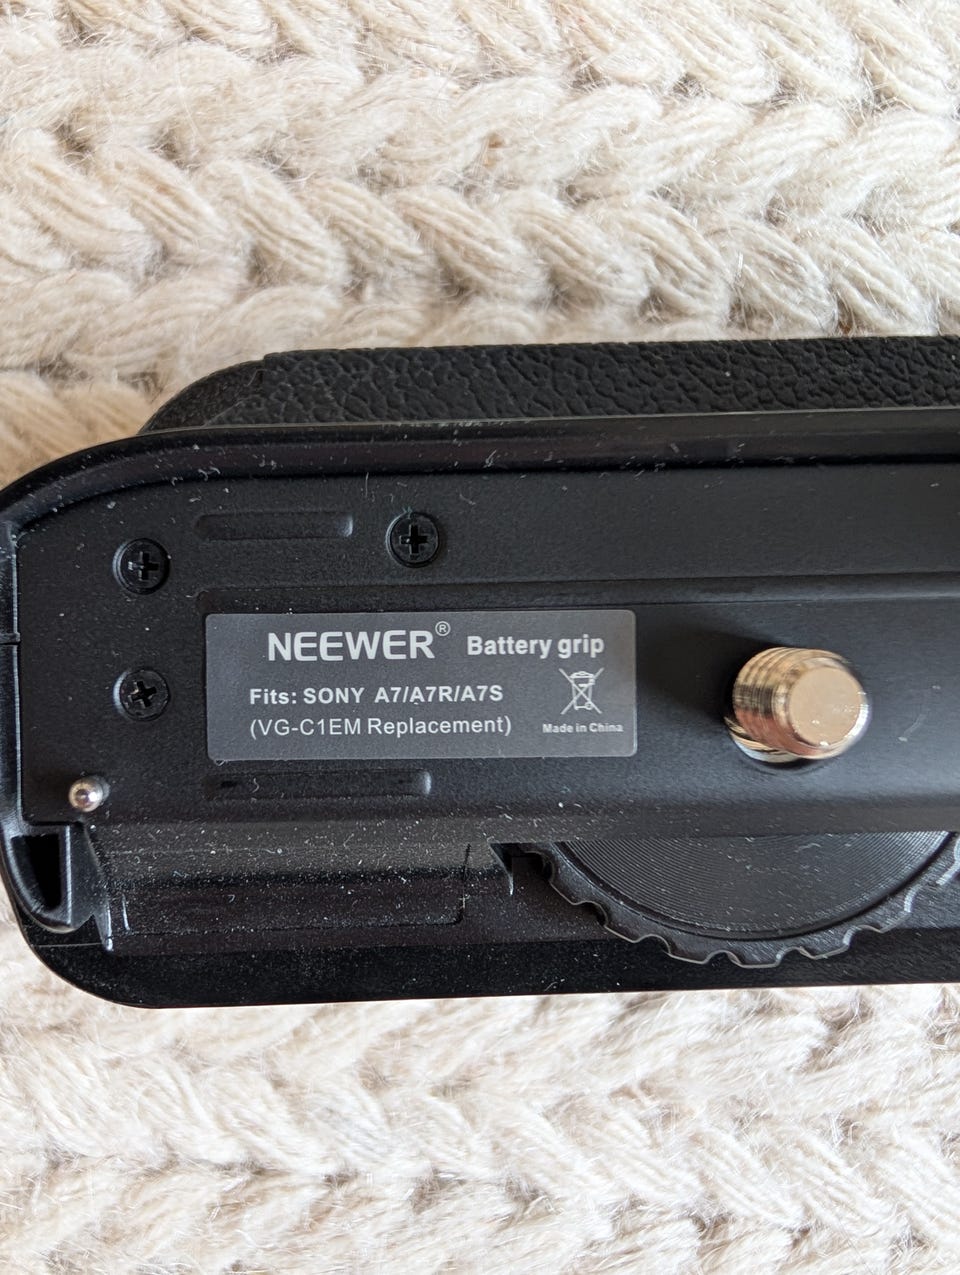 NEEWER® Battery grip
Fits: SONY A7/A7R/A7S
(VG-C1EM Replacement)
Made in China